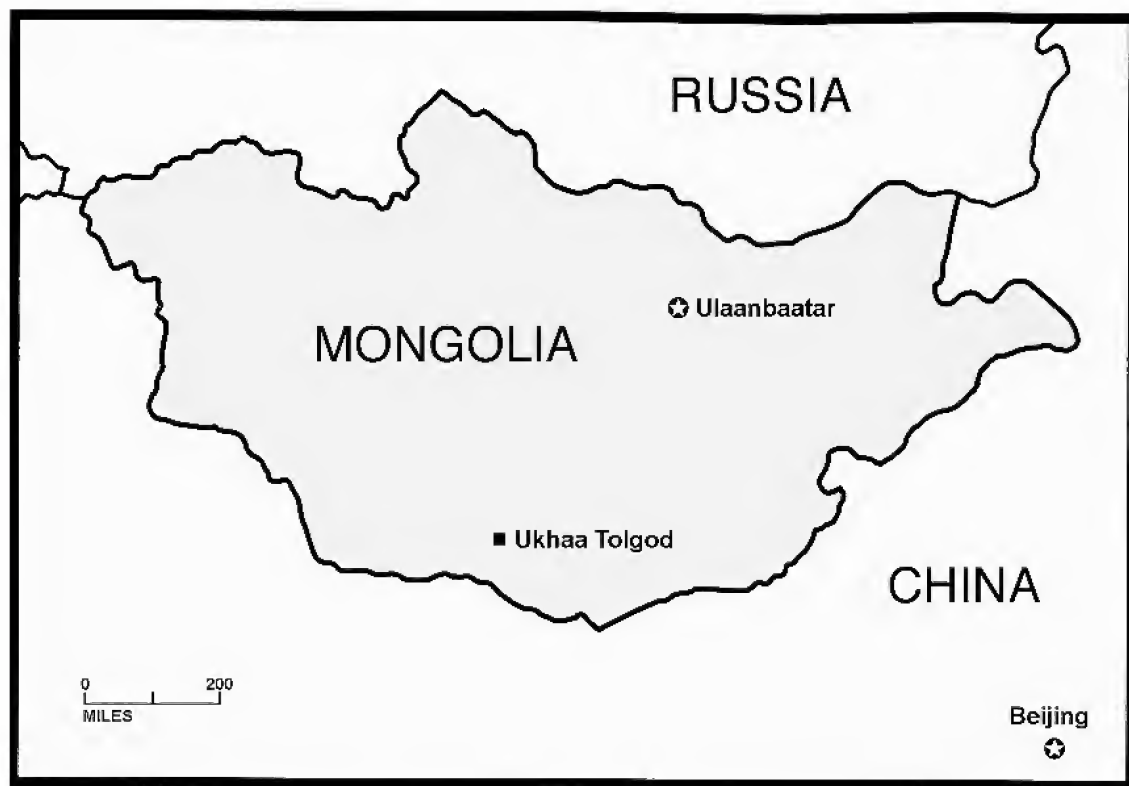 RUSSIA
Ulaanbaatar
MONGOLIA
Ukhaa Tolgod
CHINA
0 200
MILES
Beijing